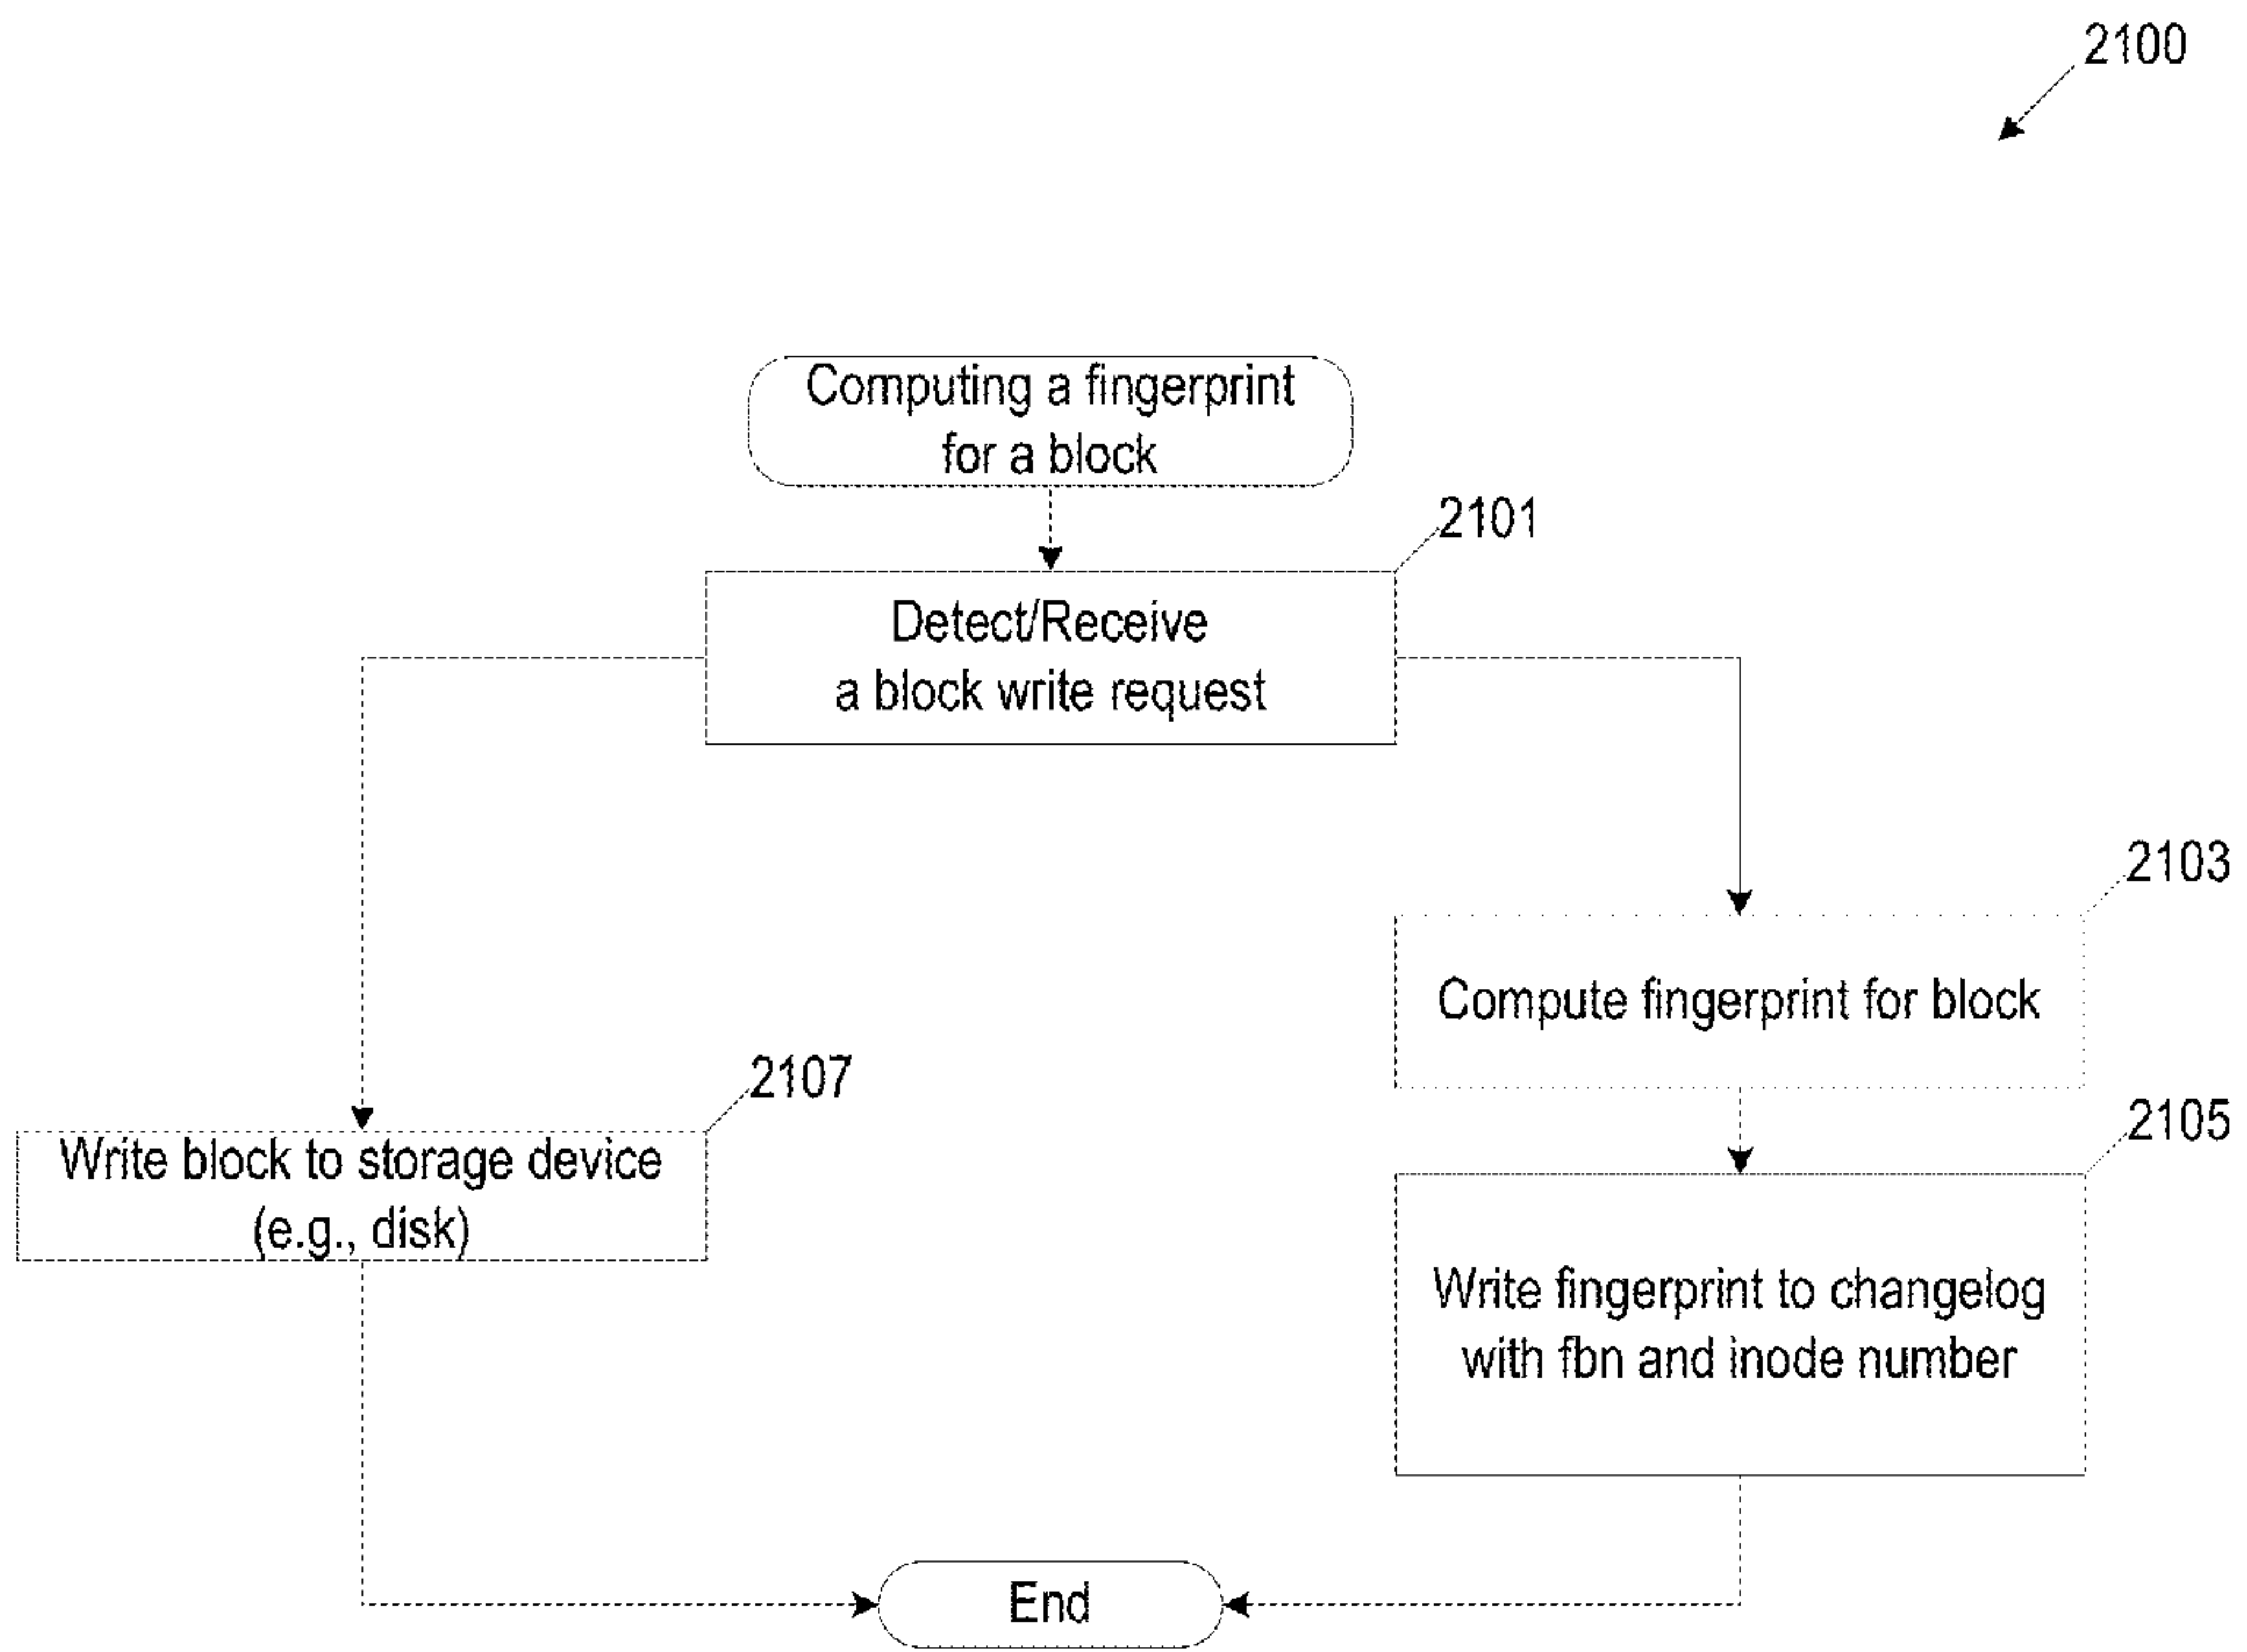 2100
Computing a fingerprint
for a block
2101
Detect/Receive
a block write request
2103
Compute fingerprint for block
2107
Write block to storage device
(e.g., disk)
2105
Write fingerprint to changelog
with fbn and inode number
End